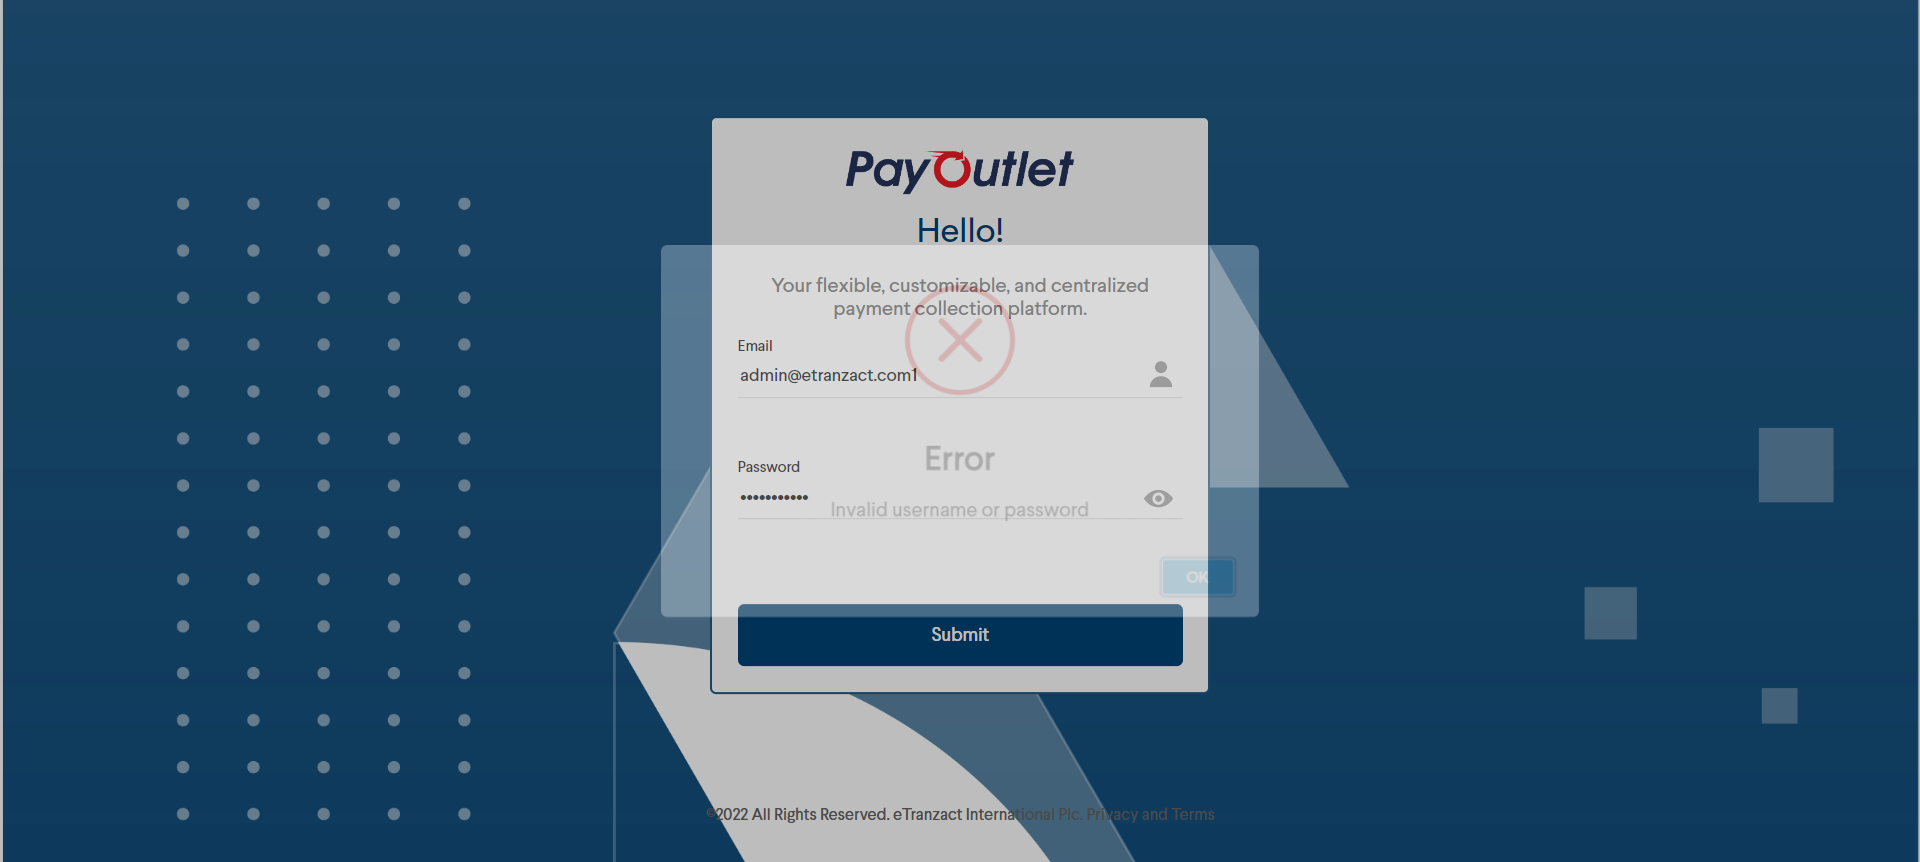 PayOutlet
Hello!
Your flexible, customizable, and centralized
payment collection platform.
Email
admin@etranzact.com1
Error
Password
•••••••••••
Invalid username or password
OK
Submit
©2022 All Rights Reserved. eTranzact International Plc. Privacy and Terms